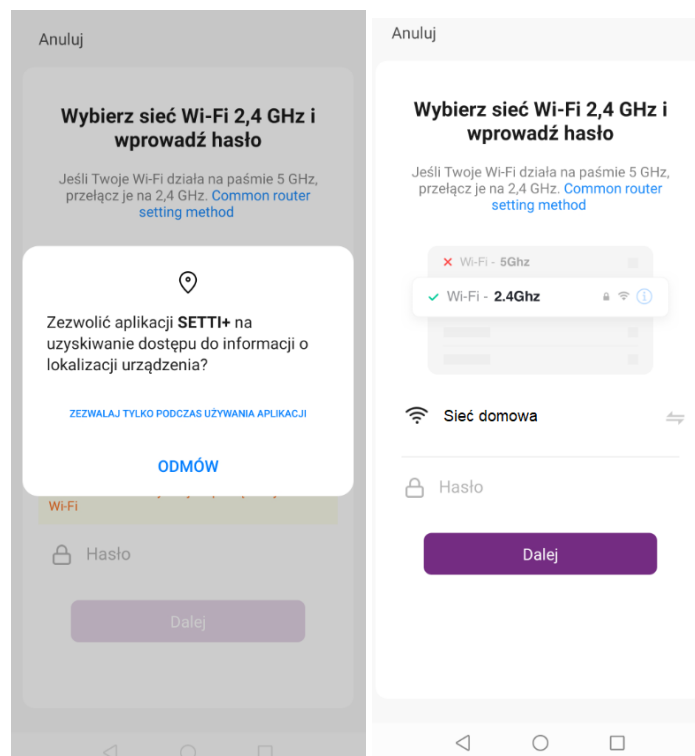 Anuluj
Wybierz sieć Wi-Fi 2,4 GHz i
wprowadź hasło
Jeśli Twoje Wi-Fi działa na paśmie 5 GHz,
przełącz je na 2,4 GHz. Common router
setting method
Zezwolić aplikacji SETTI+ na
uzyskiwanie dostępu do informacji o
lokalizacji urządzenia?
ZEZWALAJ TYLKO PODCZAS UŻYWANIA APLIKACJI
ODMÓW
Wi-Fi
Hasło
Dalej
Anuluj
Wybierz sieć Wi-Fi 2,4 GHz i
wprowadź hasło
Jeśli Twoje Wi-Fi działa na paśmie 5 GHz,
przełącz je na 2,4 GHz. Common router
setting method
Wi-Fi - 5Ghz
Wi-Fi - 2.4Ghz
Sieć domowa
Hasło
Dalej